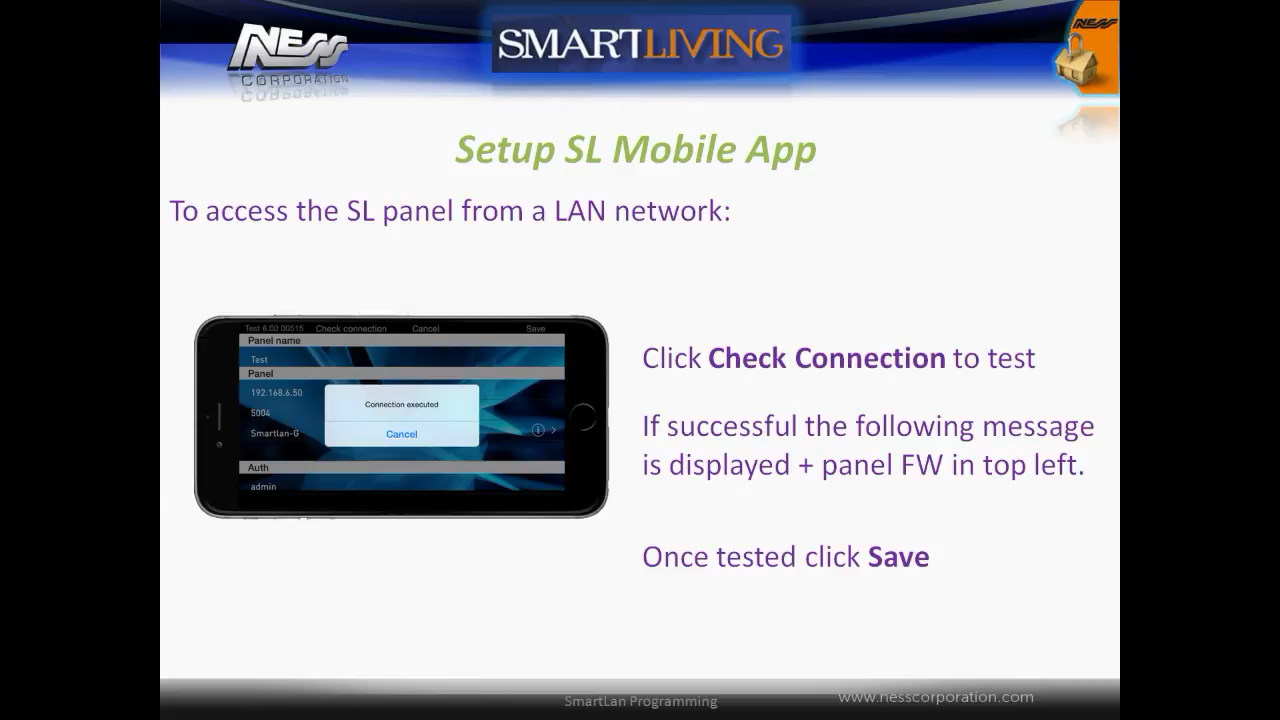 NESS
CORPORATION
SMARTLIVING
NESS
Setup SL Mobile App
To access the SL panel from a LAN network:
Test 6.00 00515 Check connection Cancel Save
Panel name
Test
Panel
192.168.6.50
5004
Smartlan-G
Connection executed
Cancel
Auth
admin
Click Check Connection to test
If successful the following message
is displayed + panel FW in top left.
Once tested click Save
SmartLan Programming
www.nesscorporation.com